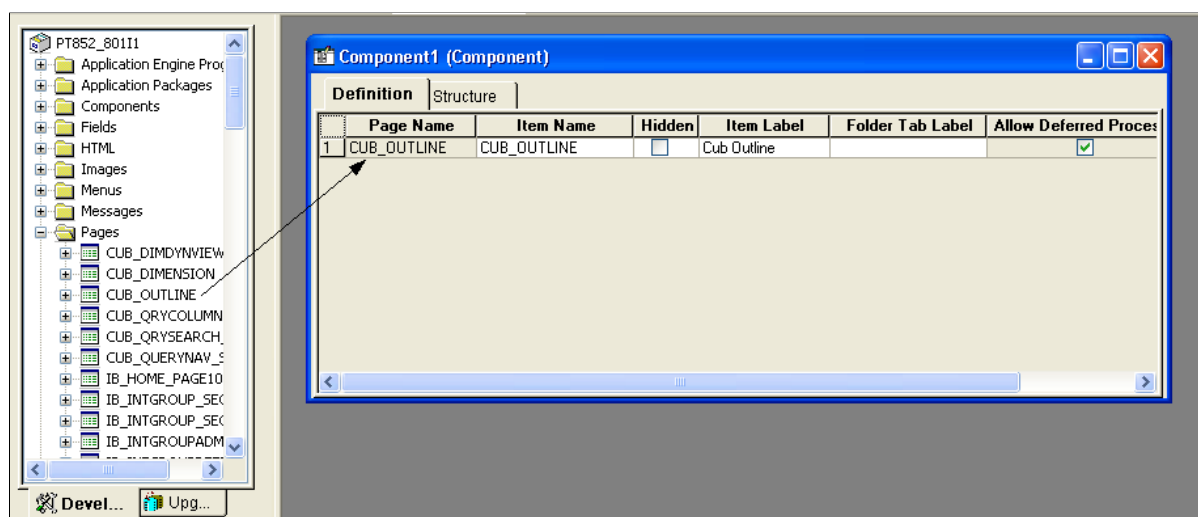 PT852_801I1
Application Engine Prog
Application Packages
Components
Fields
HTML
Images
Menus
Messages
Pages
CUB_DIMDYNVIEW
CUB_DIMENSION
CUB_OUTLINE
CUB_QRYCOLUMN
CUB_QRYSEARCH_
CUB_QUERYNAV_S
IB_HOME_PAGE10
IB_INTGROUP_SEC
IB_INTGROUP_SEC
IB_INTGROUPADM
Devel... Upg...
Component1 (Component)
Definition Structure
Page Name Item Name Hidden Item Label Folder Tab Label Allow Deferred Proces
1 CUB_OUTLINE CUB_OUTLINE Cub Outline